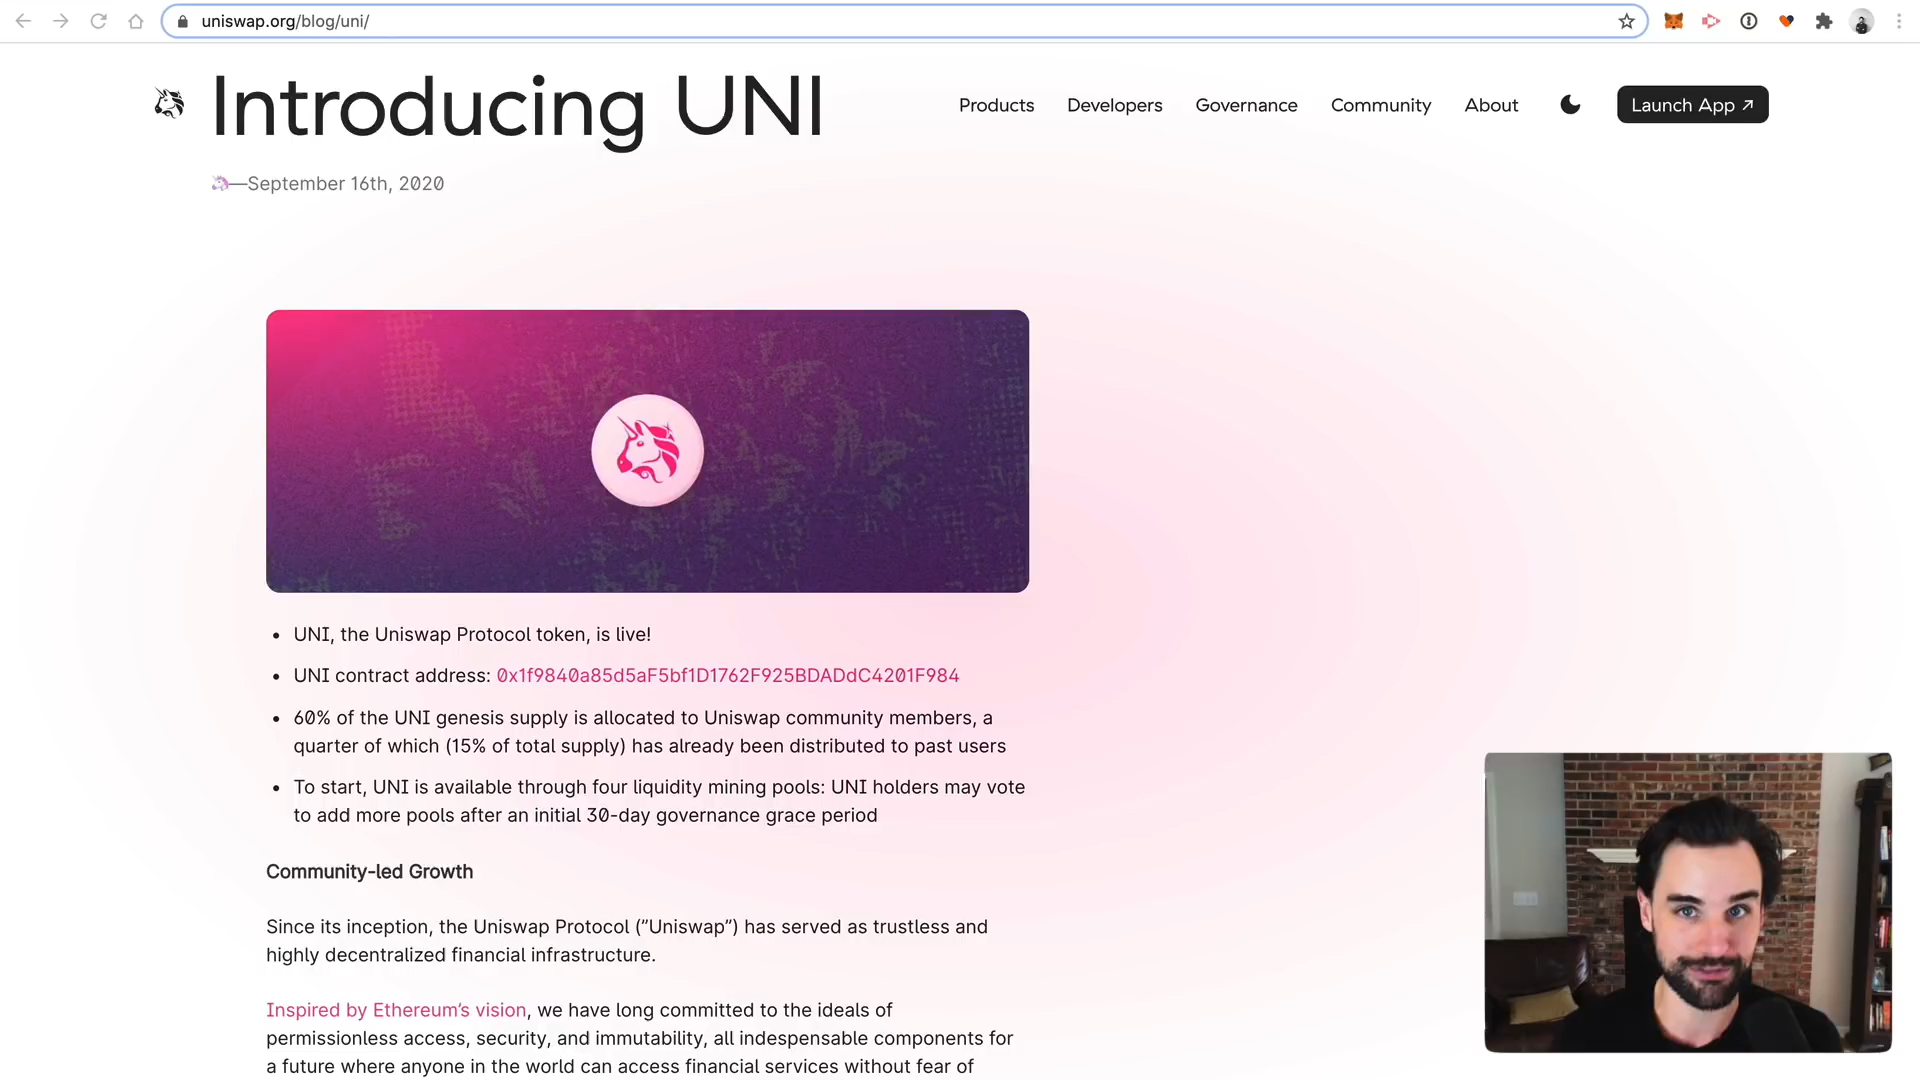 uniswap.org/blog/uni/
Introducing UNI
Products Developers Governance Community About Launch App ↗
—September 16th, 2020
• UNI, the Uniswap Protocol token, is live!
• UNI contract address: 0x1f9840a85d5aF5bf1D1762F925BDADdC4201F984
• 60% of the UNI genesis supply is allocated to Uniswap community members, a
quarter of which (15% of total supply) has already been distributed to past users
• To start, UNI is available through four liquidity mining pools: UNI holders may vote
to add more pools after an initial 30-day governance grace period
Community-led Growth
Since its inception, the Uniswap Protocol (”Uniswap”) has served as trustless and
highly decentralized financial infrastructure.
Inspired by Ethereum’s vision, we have long committed to the ideals of
permissionless access, security, and immutability, all indespensable components for
a future where anyone in the world can access financial services without fear of